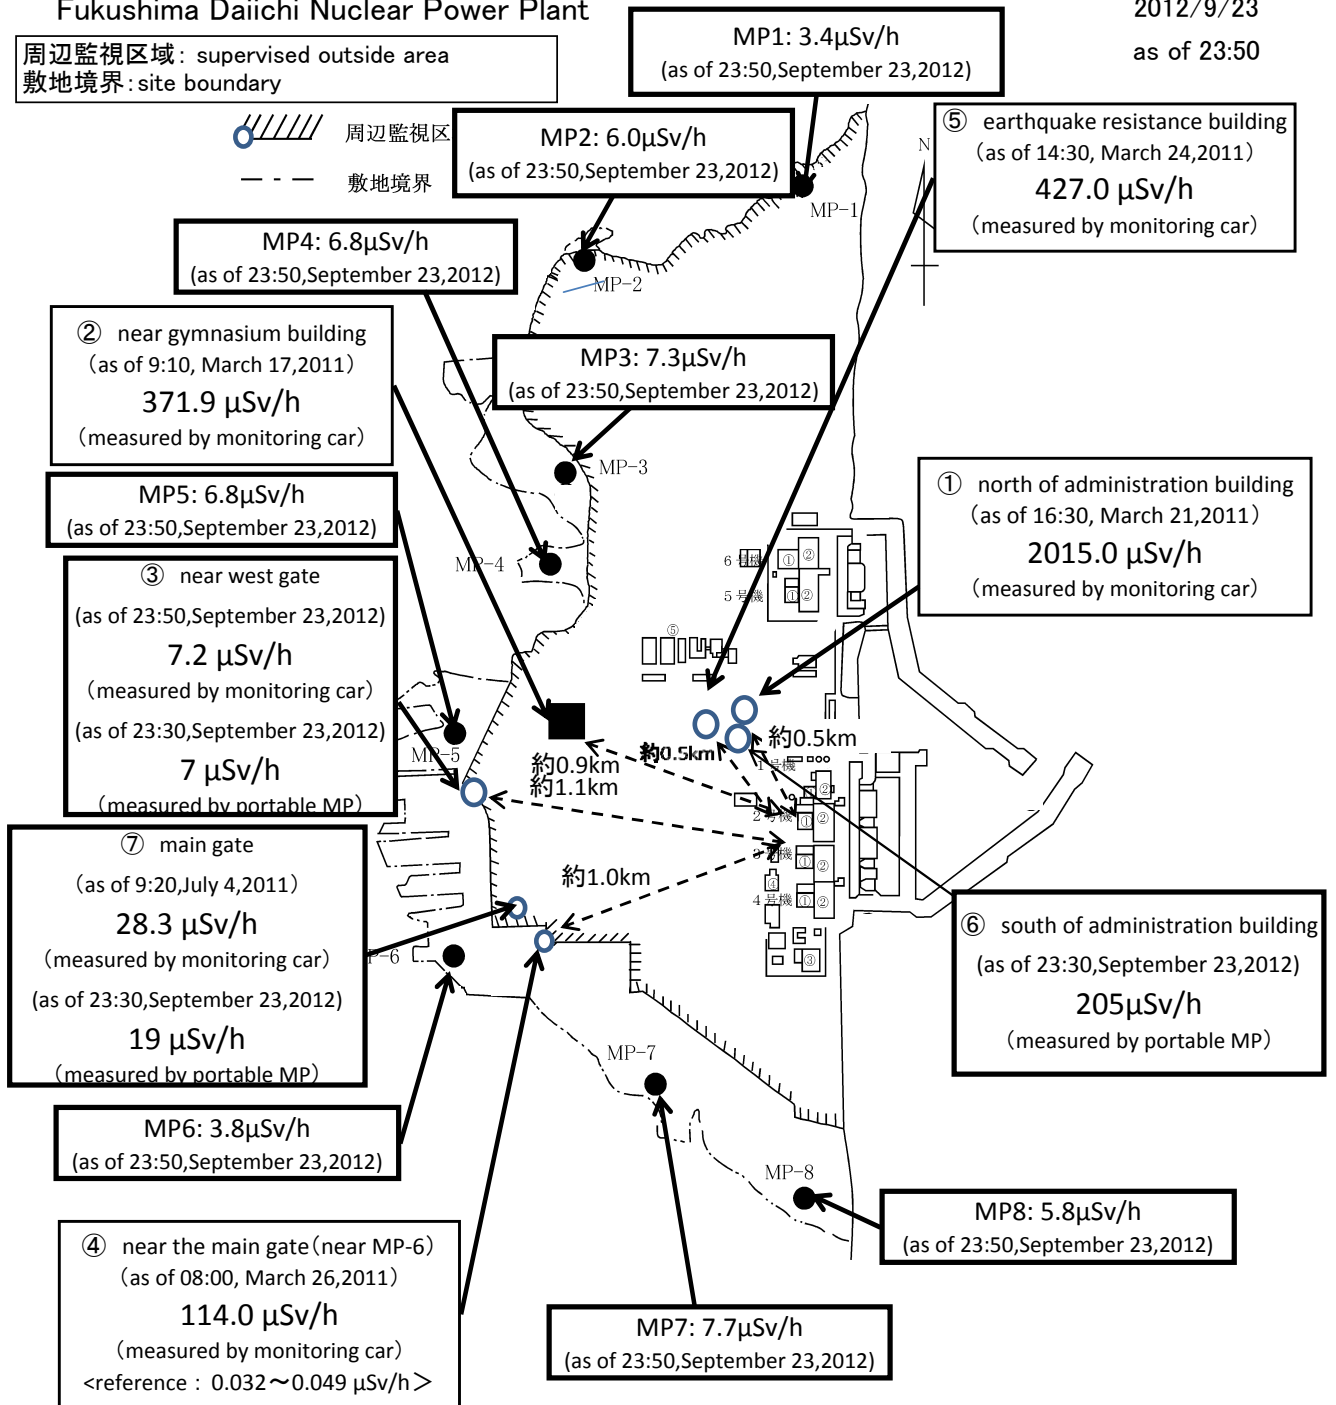 Fukushima Daiichi Nuclear Power Plant
2012/9/23
as of 23:50
周辺監視区域: supervised outside area
敷地境界:site boundary
周辺監視区
敷地境界
MP1: 3.4μSv/h
(as of 23:50,September 23,2012)
MP2: 6.0μSv/h
(as of 23:50,September 23,2012)
⑤ earthquake resistance building
(as of 14:30, March 24,2011)
427.0 μSv/h
(measured by monitoring car)
N
MP-1
MP4: 6.8μSv/h
(as of 23:50,September 23,2012)
MP-2
② near gymnasium building
(as of 9:10, March 17,2011)
371.9 μSv/h
(measured by monitoring car)
MP3: 7.3μSv/h
(as of 23:50,September 23,2012)
MP-3
MP5: 6.8μSv/h
(as of 23:50,September 23,2012)
① north of administration building
(as of 16:30, March 21,2011)
2015.0 μSv/h
(measured by monitoring car)
MP-4
6号機
① ②
5号機
① ②
③ near west gate
(as of 23:50,September 23,2012)
7.2 μSv/h
(measured by monitoring car)
(as of 23:30,September 23,2012)
7 μSv/h
(measured by portable MP)
⑤
MP-5
約0.9km
約1.1km
約0.5km
約0.5km
1号機
②
2号機
① ②
3号機
① ②
④
4号機
① ②
③
約1.0km
⑦ main gate
(as of 9:20,July 4,2011)
28.3 μSv/h
(measured by monitoring car)
(as of 23:30,September 23,2012)
19 μSv/h
(measured by portable MP)
P-6
⑥ south of administration building
(as of 23:30,September 23,2012)
205μSv/h
(measured by portable MP)
MP-7
MP6: 3.8μSv/h
(as of 23:50,September 23,2012)
MP-8
MP8: 5.8μSv/h
(as of 23:50,September 23,2012)
④ near the main gate(near MP-6)
(as of 08:00, March 26,2011)
114.0 μSv/h
(measured by monitoring car)
<reference : 0.032～0.049 μSv/h>
MP7: 7.7μSv/h
(as of 23:50,September 23,2012)